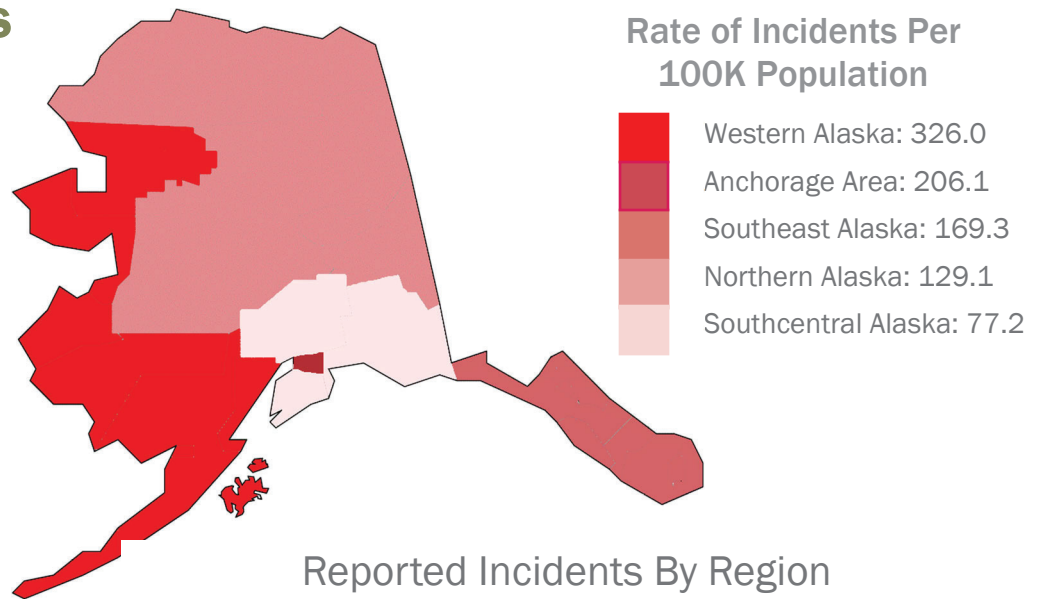 s
Rate of Incidents Per
100K Population
Western Alaska: 326.0
Anchorage Area: 206.1
Southeast Alaska: 169.3
Northern Alaska: 129.1
Southcentral Alaska: 77.2
Reported Incidents By Region